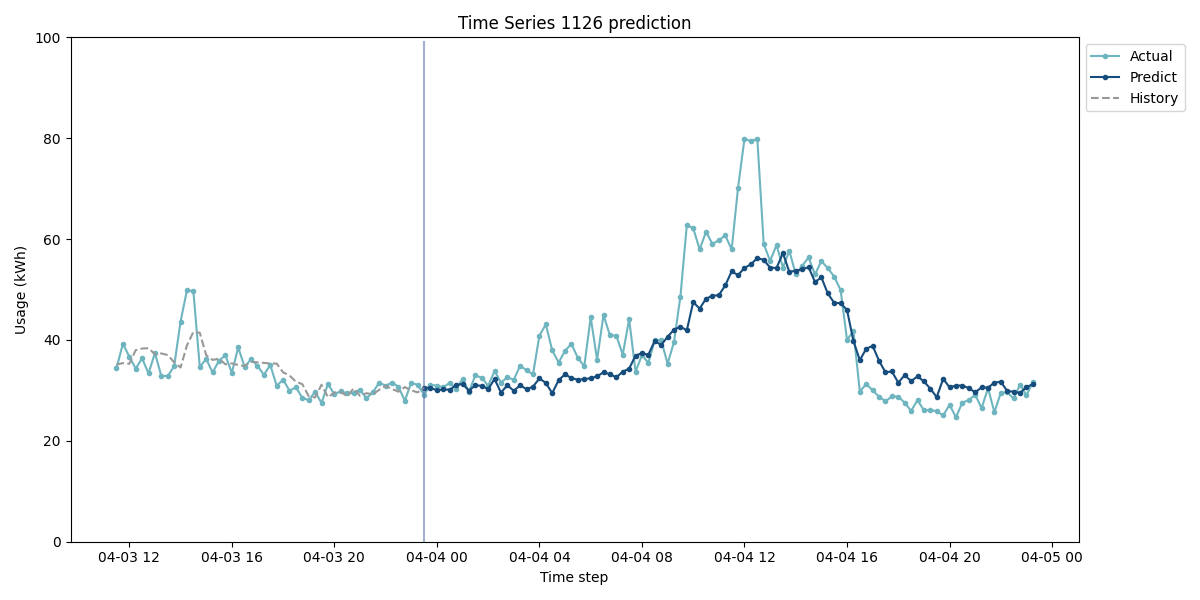 Time Series 1126 prediction
100
80
60
40
20
0
Usage (kWh)
04-03 12
04-03 16
04-03 20
04-04 00
04-04 04
04-04 08
04-04 12
04-04 16
04-04 20
04-05 00
Time step
Actual
Predict
History